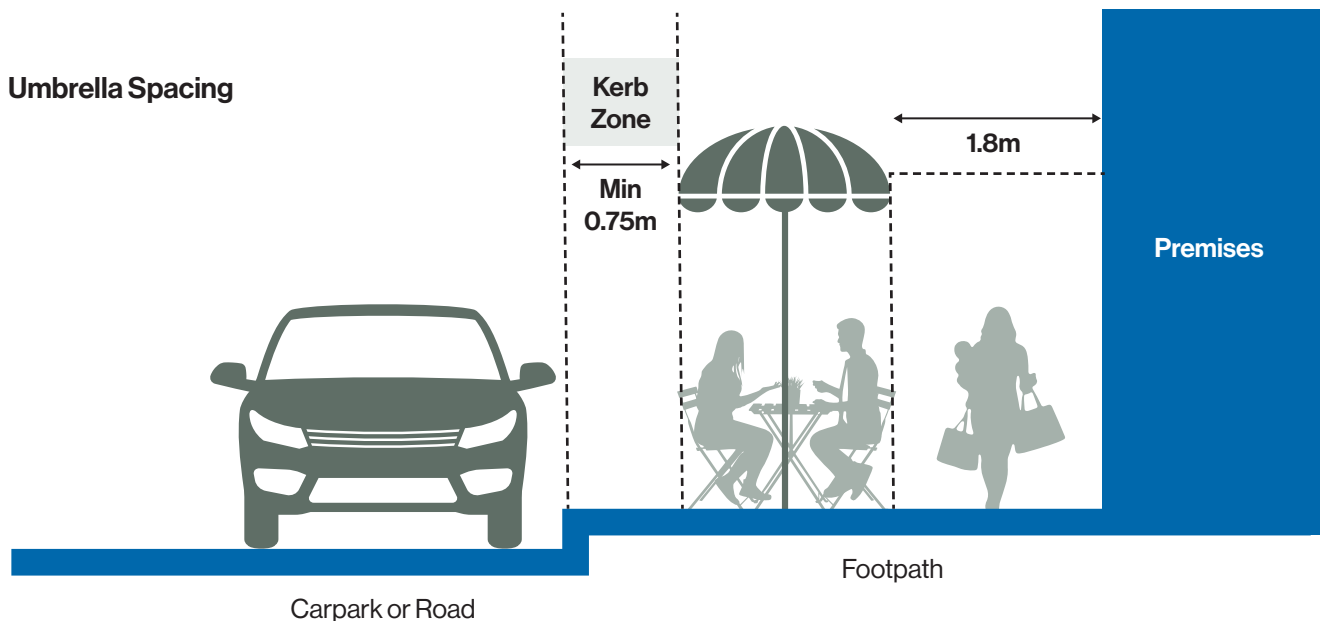 Umbrella Spacing
Kerb
Zone
Min
0.75m
1.8m
Premises
Footpath
Carpark or Road